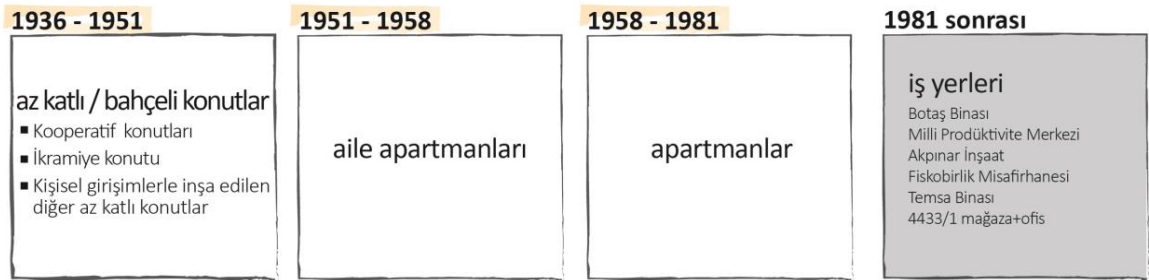 1936 - 1951
az katlı / bahçeli konutlar
▪ Kooperatif konutları
▪ İkramiye konutu
▪ Kişisel girişimlerle inşa edilen
diğer az katlı konutlar
1951 - 1958
aile apartmanları
1958 - 1981
apartmanlar
1981 sonrası
iş yerleri
Botaş Binası
Milli Prodüktivite Merkezi
Akpınar İnşaat
Fiskobirlik Misafirhanesi
Temsa Binası
4433/1 mağaza+ofis